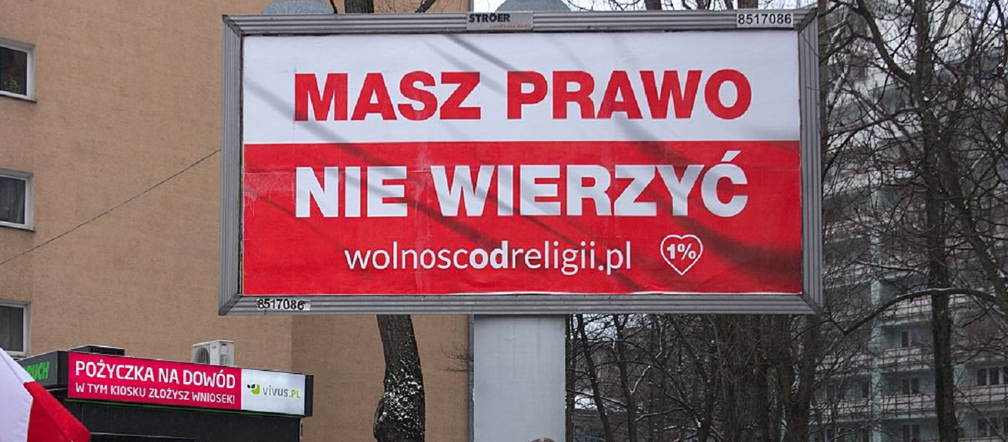 STRÖER
8517086
MASZ PRAWO
NIE WIERZYĆ
wolnoscodreligii.pl
1%
8517086
RUCH
POŻYCZKA NA DOWÓD
W TYM KIOSKU ZŁOŻYSZ WNIOSEK!
vivus.PL